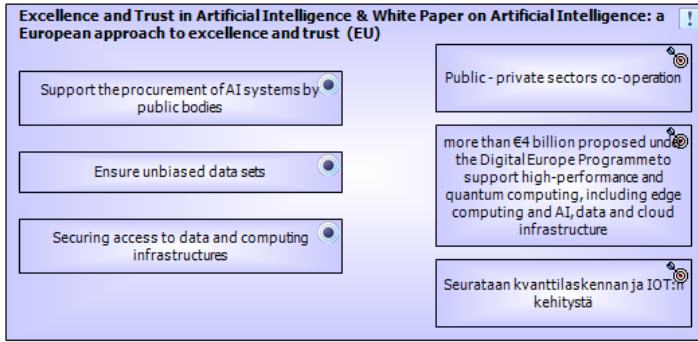 Excellence and Trust in Artificial Intelligence & White Paper on Artificial Intelligence: a
European approach to excellence and trust (EU)
!
Support the procurement of AI systems by
public bodies
Ensure unbiased data sets
Securing access to data and computing
infrastructures
Public - private sectors co-operation
more than €4 billion proposed under
the Digital Europe Programme to
support high-performance and
quantum computing, including edge
computing and AI, data and cloud
infrastructure
Seurataan kvanttilaskennan ja IOT:n
kehitystä